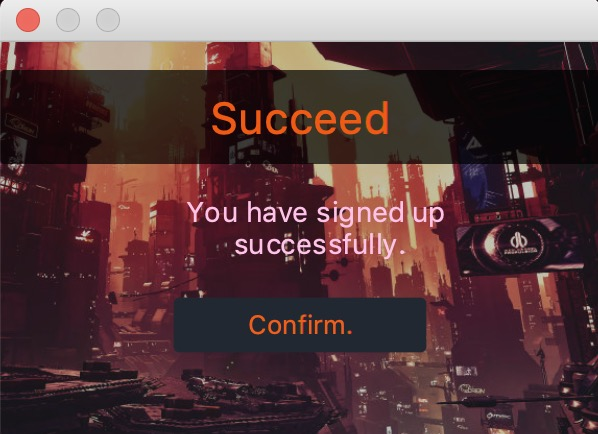 Succeed
You have signed up
successfully.
Confirm.